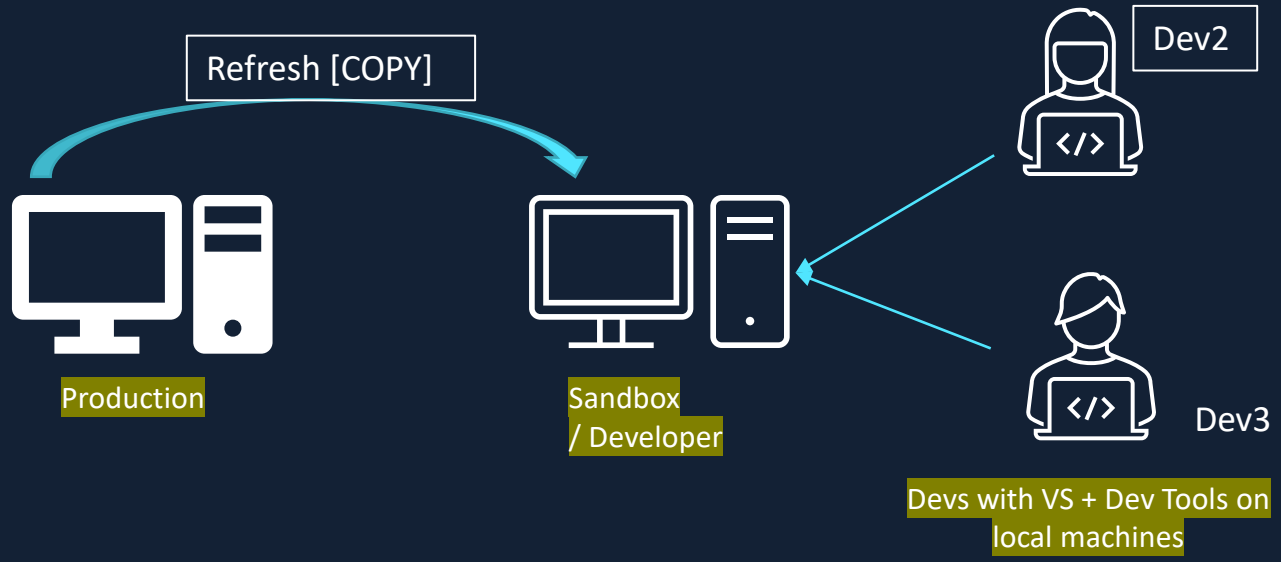 Refresh [COPY]
Dev2
</>
Production
Sandbox
/ Developer
</>
Dev3
Devs with VS + Dev Tools on
local machines